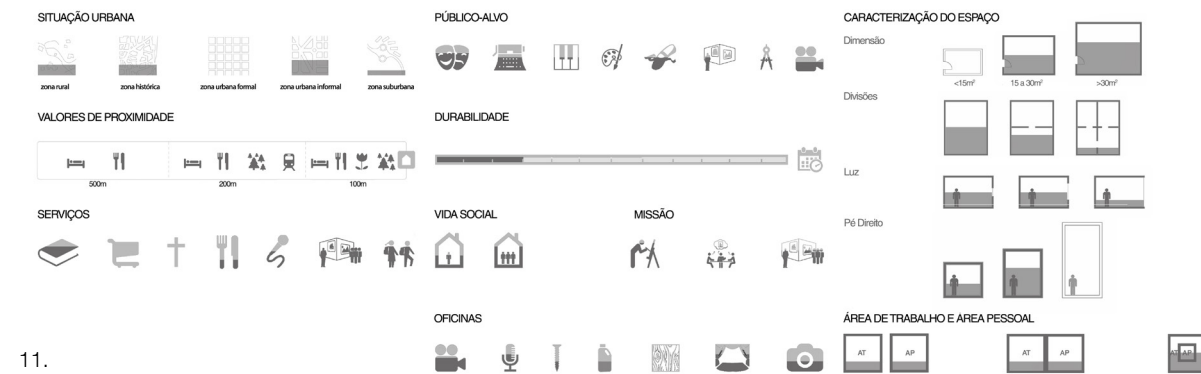 SITUAÇÃO URBANA
zona rural
zona histórica
zona urbana formal
zona urbana informal
zona suburbana
VALORES DE PROXIMIDADE
500m
200m
100m
SERVIÇOS
PÚBLICO-ALVO
DURABILIDADE
VIDA SOCIAL
MISSÃO
OFICINAS
CARACTERIZAÇÃO DO ESPAÇO
Dimensão
<15m²
15 a 30m²
>30m²
Divisões
Luz
Pé Direito
ÁREA DE TRABALHO E AREA PESSOAL
AT
AP
AT
AP
AT
AP
11.